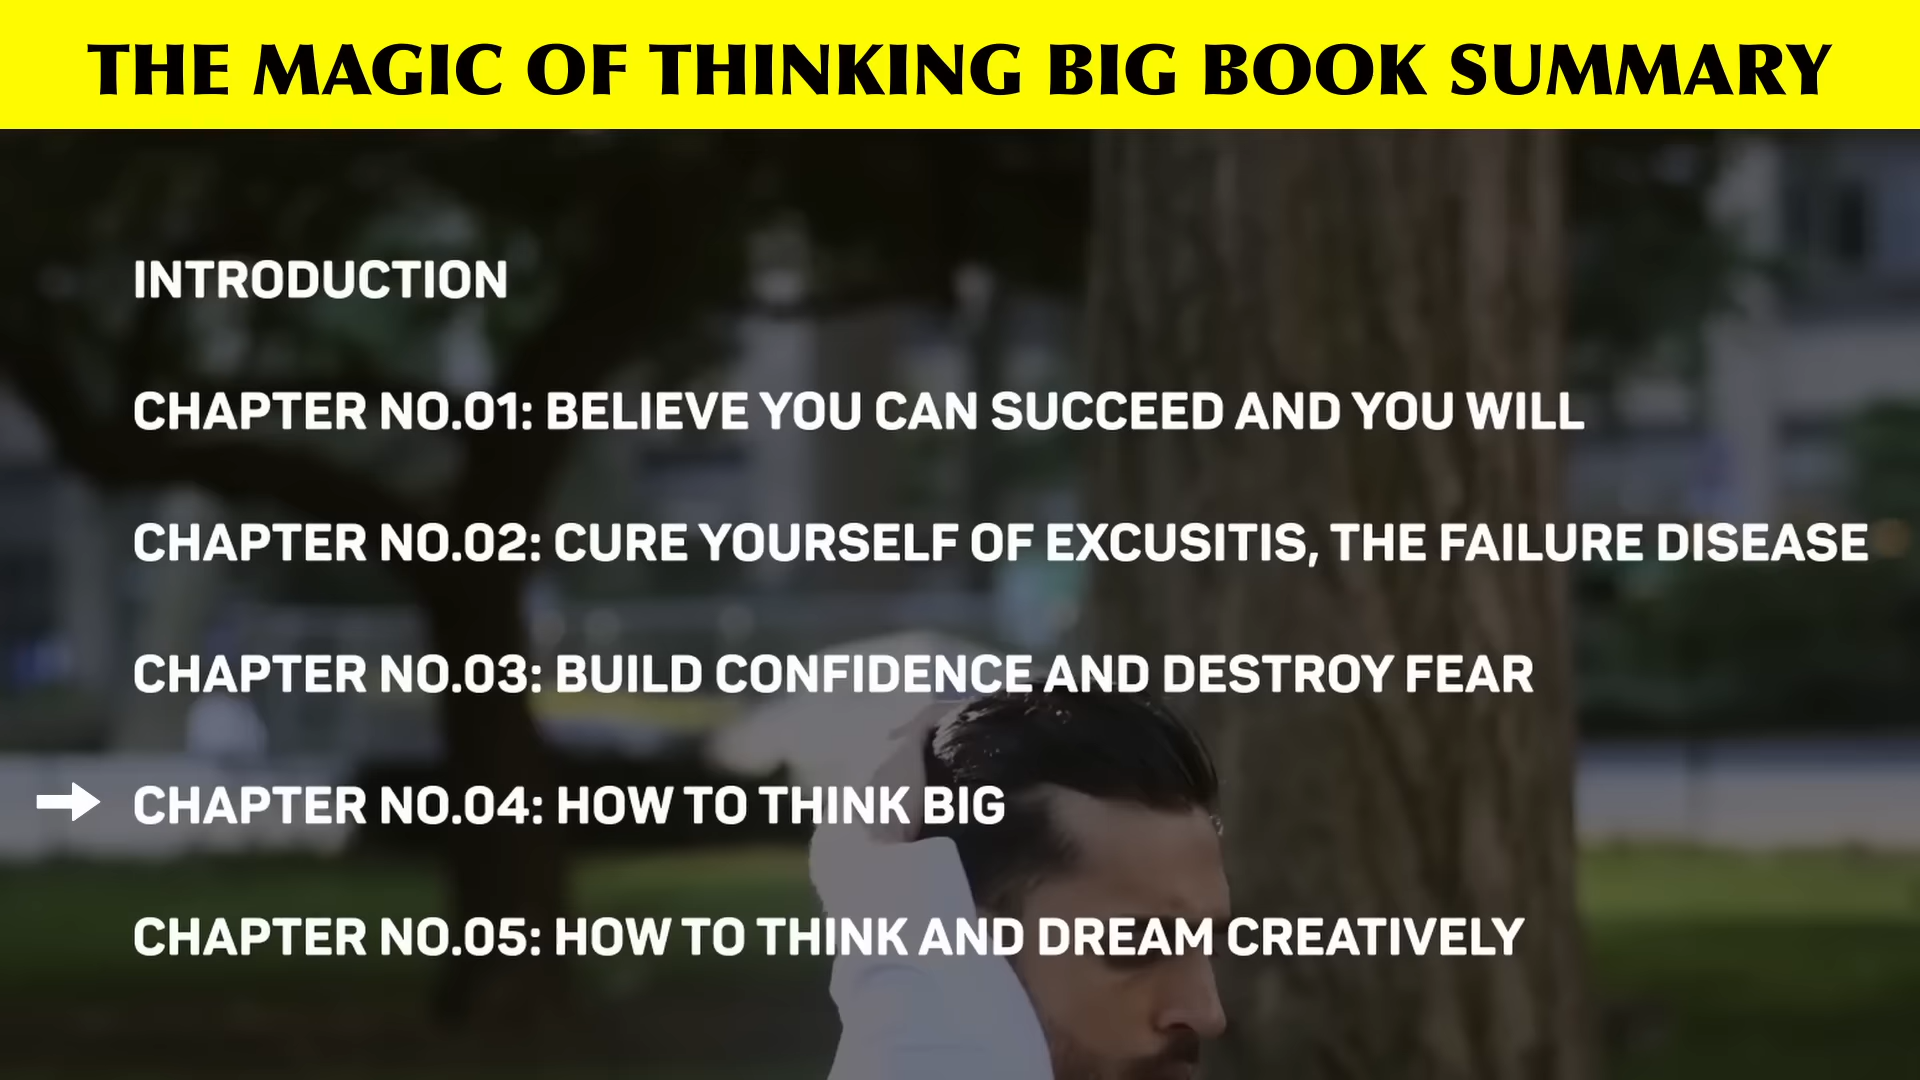 THE MAGIC OF THINKING BIG BOOK SUMMARY
INTRODUCTION
CHAPTER NO.01: BELIEVE YOU CAN SUCCEED AND YOU WILL
CHAPTER NO.02: CURE YOURSELF OF EXCUSITIS, THE FAILURE DISEASE
CHAPTER NO.03: BUILD CONFIDENCE AND DESTROY FEAR
CHAPTER NO.04: HOW TO THINK BIG
CHAPTER NO.05: HOW TO THINK AND DREAM CREATIVELY